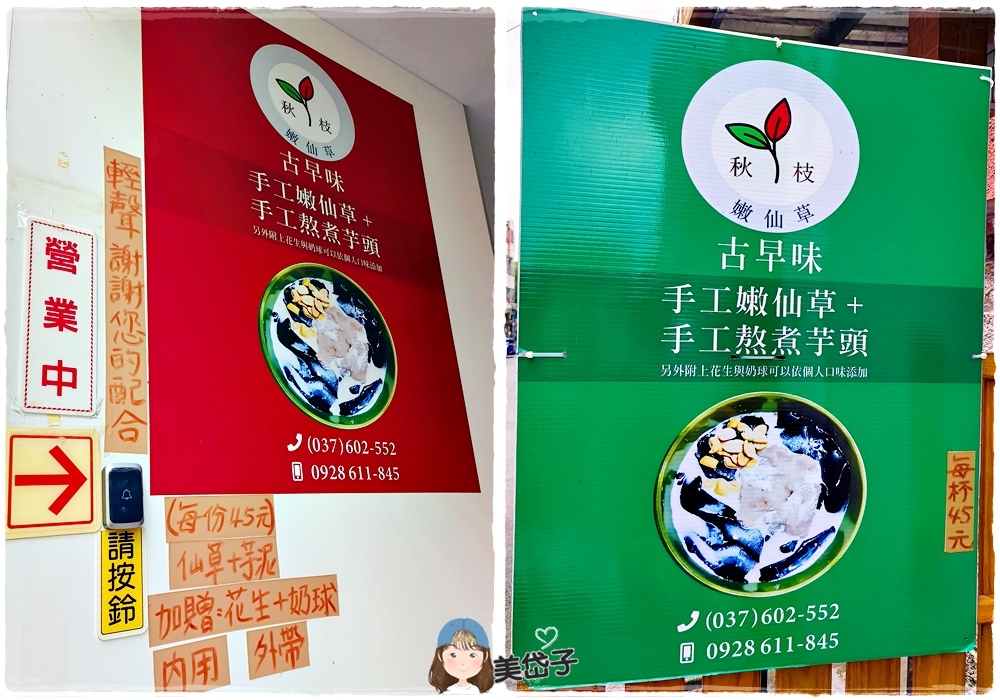 輕聲 謝謝您的配合
營業中
請按鈴
秋 枝
嫩仙草
古早味
手工嫩仙草+
手工熬煮芋頭
另外附上花生與奶球可以依個人口味添加
(037)602-552
0928 611-845
(每份45元)
仙草+芋泥
加贈:花生+奶球
內用 外帶
秋 枝
嫩仙草
古早味
手工嫩仙草+
手工熬煮芋頭
另外附上花生與奶球可以依個人口味添加
每杯45元
(037)602-552
0928 611-845
美岱子